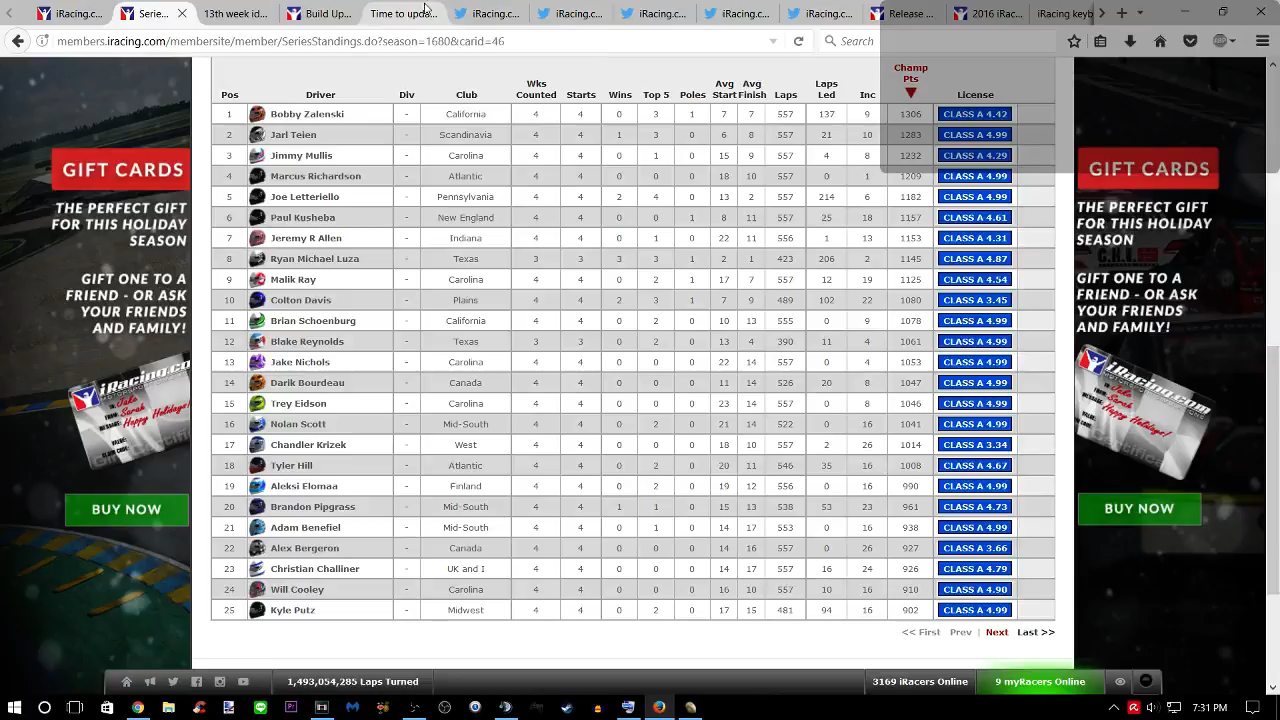 iRacing.c...
Serie...
13th week id...
Build Up...
Time to upd...
iRacing.c...
iRacing.c...
iRacing.c...
iRacing.c...
iRacing.c...
Release ...
2016 iRac...
iRacing keyb
members.iracing.com/membersite/member/SeriesStandings.do?season=1680&carid=46
Search
Pos Driver Div Club Wks Counted Starts Wins Top 5 Poles Avg Start Avg Finish Laps Laps Led Inc Champ Pts License
1 Bobby Zalenski - California 4 4 0 3 1 7 7 557 137 9 1306 CLASS A 4.42
2 Jarl Teien - Scandinavia 4 4 1 3 0 6 8 557 21 10 1283 CLASS A 4.99
3 Jimmy Mullis - Carolina 4 4 0 1 0 15 9 557 4 8 1232 CLASS A 4.29
4 Marcus Richardson - Atlantic 4 4 0 0 0 18 10 557 0 1 1209 CLASS A 4.99
5 Joe Letteriello - Pennsylvania 4 4 2 4 0 13 2 557 214 6 1182 CLASS A 4.99
6 Paul Kusheba - New England 4 4 0 0 1 8 11 557 25 18 1157 CLASS A 4.61
7 Jeremy R Allen - Indiana 4 4 0 1 0 22 11 556 1 13 1153 CLASS A 4.31
8 Ryan Michael Luza - Texas 3 3 3 3 1 2 1 423 206 2 1145 CLASS A 4.87
9 Malik Ray - Carolina 4 4 0 2 1 17 7 557 12 19 1125 CLASS A 4.54
10 Colton Davis - Plains 4 4 2 3 1 7 9 489 102 22 1080 CLASS A 3.45
11 Brian Schoenburg - California 4 4 0 2 0 10 13 555 0 9 1078 CLASS A 4.99
12 Blake Reynolds - Texas 3 3 0 2 0 13 4 390 11 4 1061 CLASS A 4.99
13 Jake Nichols - Carolina 4 4 0 0 0 22 14 557 0 4 1053 CLASS A 4.99
14 Darik Bourdeau - Canada 4 4 0 0 0 11 14 526 20 8 1047 CLASS A 4.99
15 Trey Eidson - Carolina 4 4 0 0 0 23 14 557 0 8 1046 CLASS A 4.99
16 Nolan Scott - Mid-South 4 4 0 2 0 21 14 522 2 16 1041 CLASS A 4.99
17 Chandler Krizek - West 4 4 0 0 0 18 10 557 2 26 1014 CLASS A 3.34
18 Tyler Hill - Atlantic 4 4 0 2 0 20 11 546 35 16 1008 CLASS A 4.67
19 Aleksi Elomaa - Finland 4 4 0 2 0 19 12 556 0 16 990 CLASS A 4.99
20 Brandon Pipgrass - Mid-South 4 4 1 1 0 15 13 538 53 23 961 CLASS A 4.73
21 Adam Benefiel - Mid-South 4 4 0 1 0 14 17 553 0 16 938 CLASS A 4.99
22 Alex Bergeron - Canada 4 4 0 0 0 14 16 557 0 26 927 CLASS A 3.66
23 Christian Challiner - UK and I 4 4 0 0 0 14 17 557 16 24 926 CLASS A 4.79
24 Will Cooley - Carolina 4 4 0 0 0 16 10 557 10 16 910 CLASS A 4.90
25 Kyle Putz - Midwest 4 4 0 2 0 17 15 481 94 16 902 CLASS A 4.99
<< First Prev | Next Last >>
GIFT CARDS
THE PERFECT GIFT
FOR THIS HOLIDAY
SEASON
GIFT ONE TO A
FRIEND - OR ASK
YOUR FRIENDS
AND FAMILY!
iRacing.com
FROM: Jake
TO: Sarah
MESSAGE: Happy Holidays!
BUY NOW
GIFT CARDS
THE PERFECT GIFT
FOR THIS HOLIDAY
SEASON
GIFT ONE TO A
FRIEND - OR ASK
YOUR FRIENDS
AND FAMILY!
iRacing.com
FROM: Jake
TO: Sarah
MESSAGE: Happy Holidays!
BUY NOW
1,493,054,285 Laps Turned
3169 iRacers Online
9 myRacers Online
7:31 PM